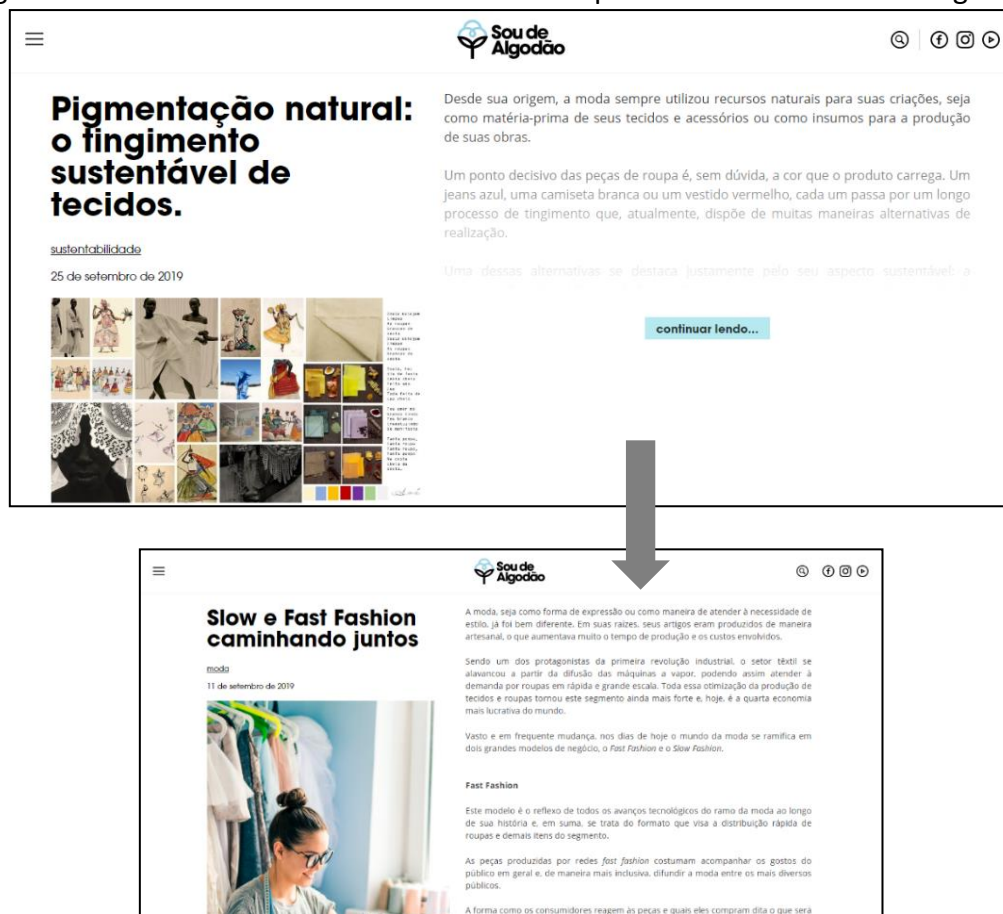 Sou de
Algodão
Pigmentação natural:
o tingimento
sustentável de
tecidos.
sustentabilidade
25 de setembro de 2019
Desde sua origem, a moda sempre utilizou recursos naturais para suas criações, seja
como matéria-prima de seus tecidos e acessórios ou como insumos para a produção
de suas obras.
Um ponto decisivo das peças de roupa é, sem dúvida, a cor que o produto carrega. Um
jeans azul, uma camiseta branca ou um vestido vermelho, cada um passa por um longo
processo de tingimento que, atualmente, dispõe de muitas maneiras alternativas de
realização.
Uma dessas alternativas se destaca justamente pelo seu aspecto sustentável: a
continuar lendo...
Sou de
Algodão
Slow e Fast Fashion
caminhando juntos
moda
11 de setembro de 2019
A moda, seja como forma de expressão ou como maneira de atender à necessidade de
estilo, já foi bem diferente. Em suas raízes, seus artigos eram produzidos de maneira
artesanal, o que aumentava muito o tempo de produção e os custos envolvidos.
Sendo um dos protagonistas da primeira revolução industrial, o setor têxtil se
alavancou a partir da difusão das máquinas a vapor, podendo assim atender à
demanda por roupas em rápida e grande escala. Toda essa otimização da produção de
tecidos e roupas tornou este segmento ainda mais forte e, hoje, é a quarta economia
mais lucrativa do mundo.
Vasto e em frequente mudança, nos dias de hoje o mundo da moda se ramifica em
dois grandes modelos de negócio, o Fast Fashion e o Slow Fashion.
Fast Fashion
Este modelo é o reflexo de todos os avanços tecnológicos do ramo da moda ao longo
de sua história e, em suma, se trata do formato que visa a distribuição rápida de
roupas e demais itens do segmento.
As peças produzidas por redes fast fashion costumam acompanhar os gostos do
público em geral e, de maneira mais inclusiva, difundir a moda entre os mais diversos
públicos.
A forma como os consumidores reagem às peças e quais eles compram dita o que será